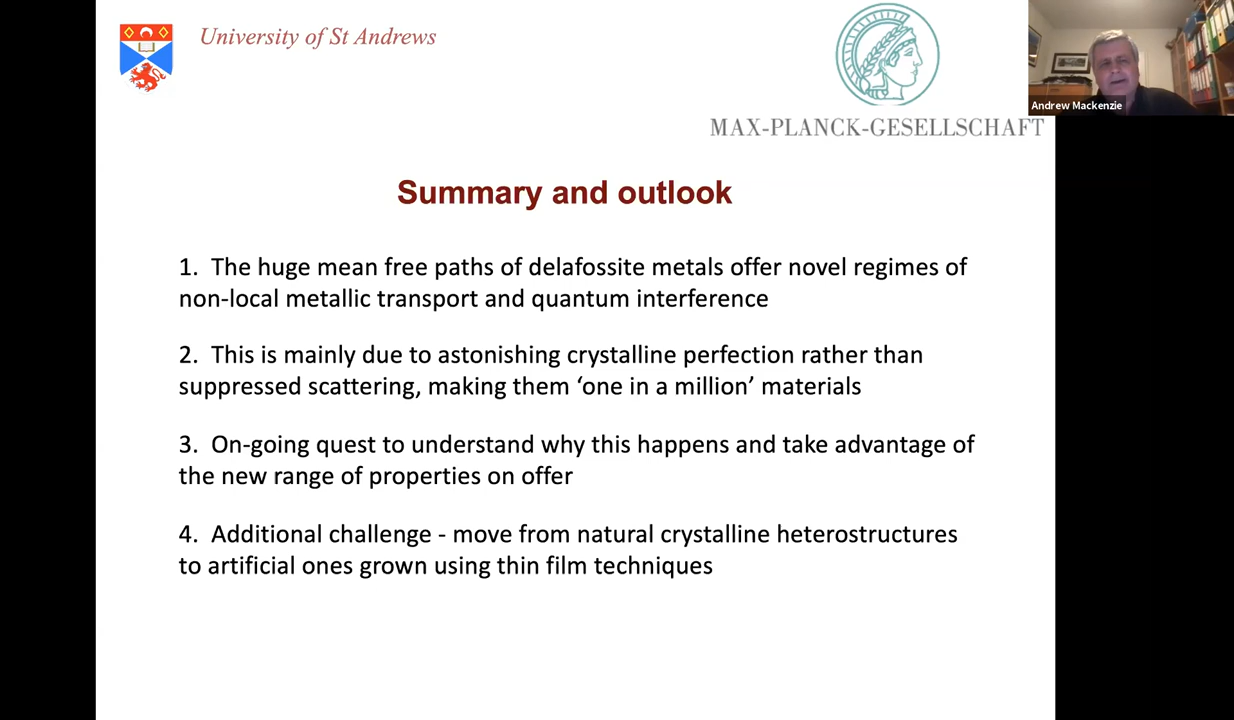 University of St Andrews
MAX-PLANCK-GESELLSCHAFT
Andrew Mackenzie
Summary and outlook
1. The huge mean free paths of delafossite metals offer novel regimes of
non-local metallic transport and quantum interference
2. This is mainly due to astonishing crystalline perfection rather than
suppressed scattering, making them ‘one in a million’ materials
3. On-going quest to understand why this happens and take advantage of
the new range of properties on offer
4. Additional challenge - move from natural crystalline heterostructures
to artificial ones grown using thin film techniques